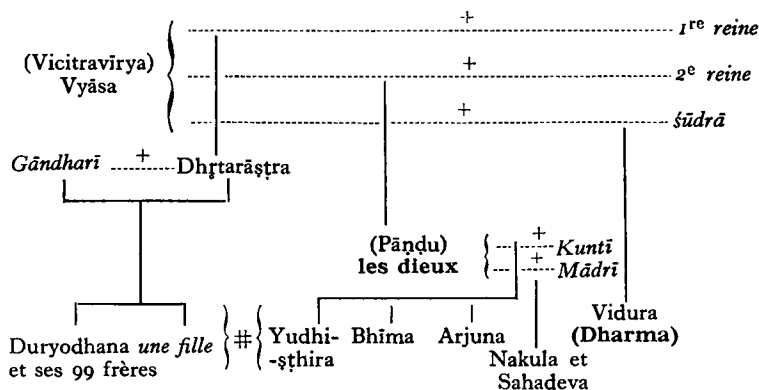 + 1re reine
(Vicitravīrya)
Vyāsa
+ 2e reine
+ śūdrā
Gāndharī + Dhṛtarāṣṭra
(Pāṇḍu)
les dieux
+ Kuntī
+ Mādrī
Duryodhana une fille
et ses 99 frères
# Yudhi-
-ṣṭhira
Bhīma
Arjuna
Nakula et
Sahadeva
Vidura
(Dharma)